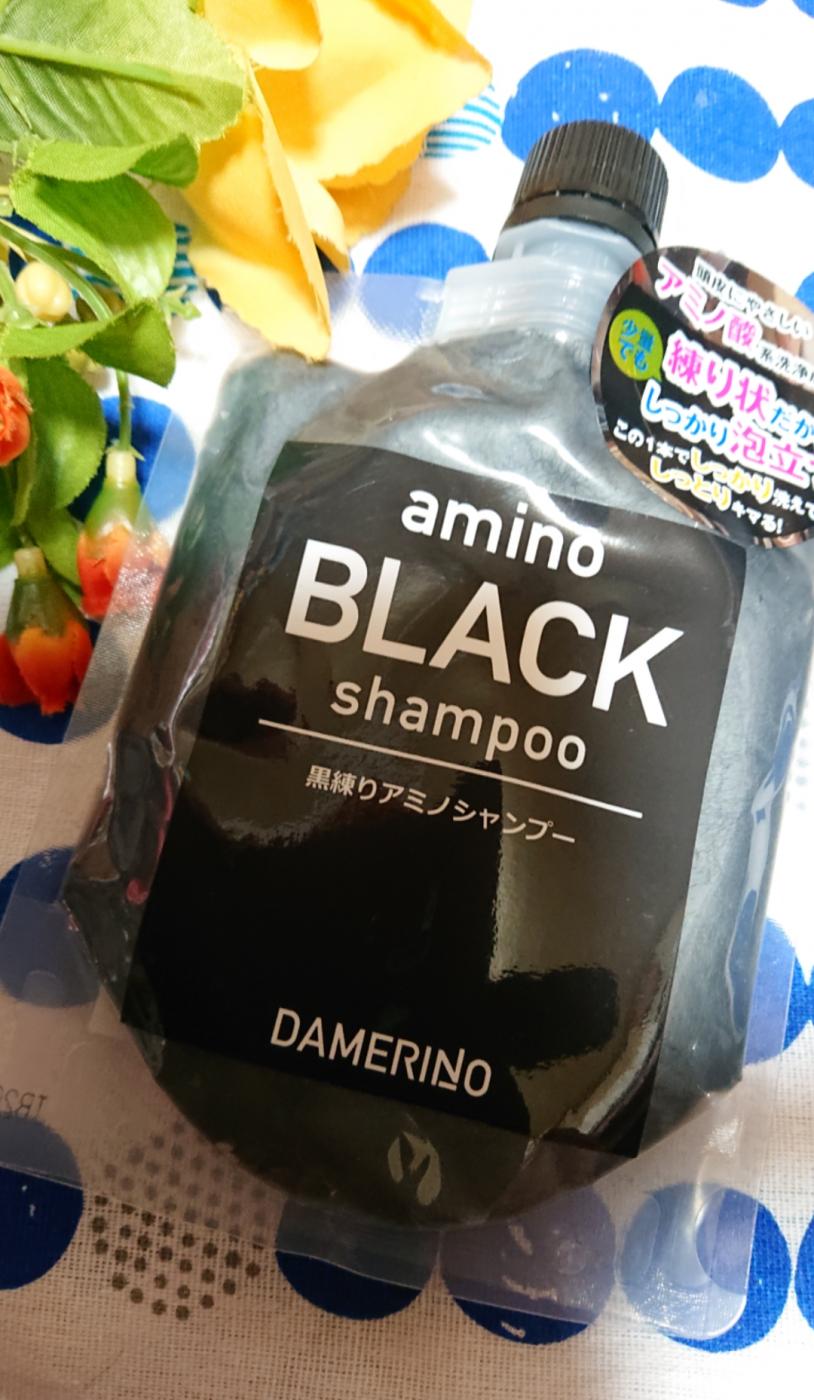 amino
BLACK
shampoo
黒練りアミノシャンプー
DAMERINO
頭皮にやさしい
アミノ酸系洗浄
少量
でも
練り状だか
しっかり泡立
この1本でしっかり洗えて
しっとりキマる!